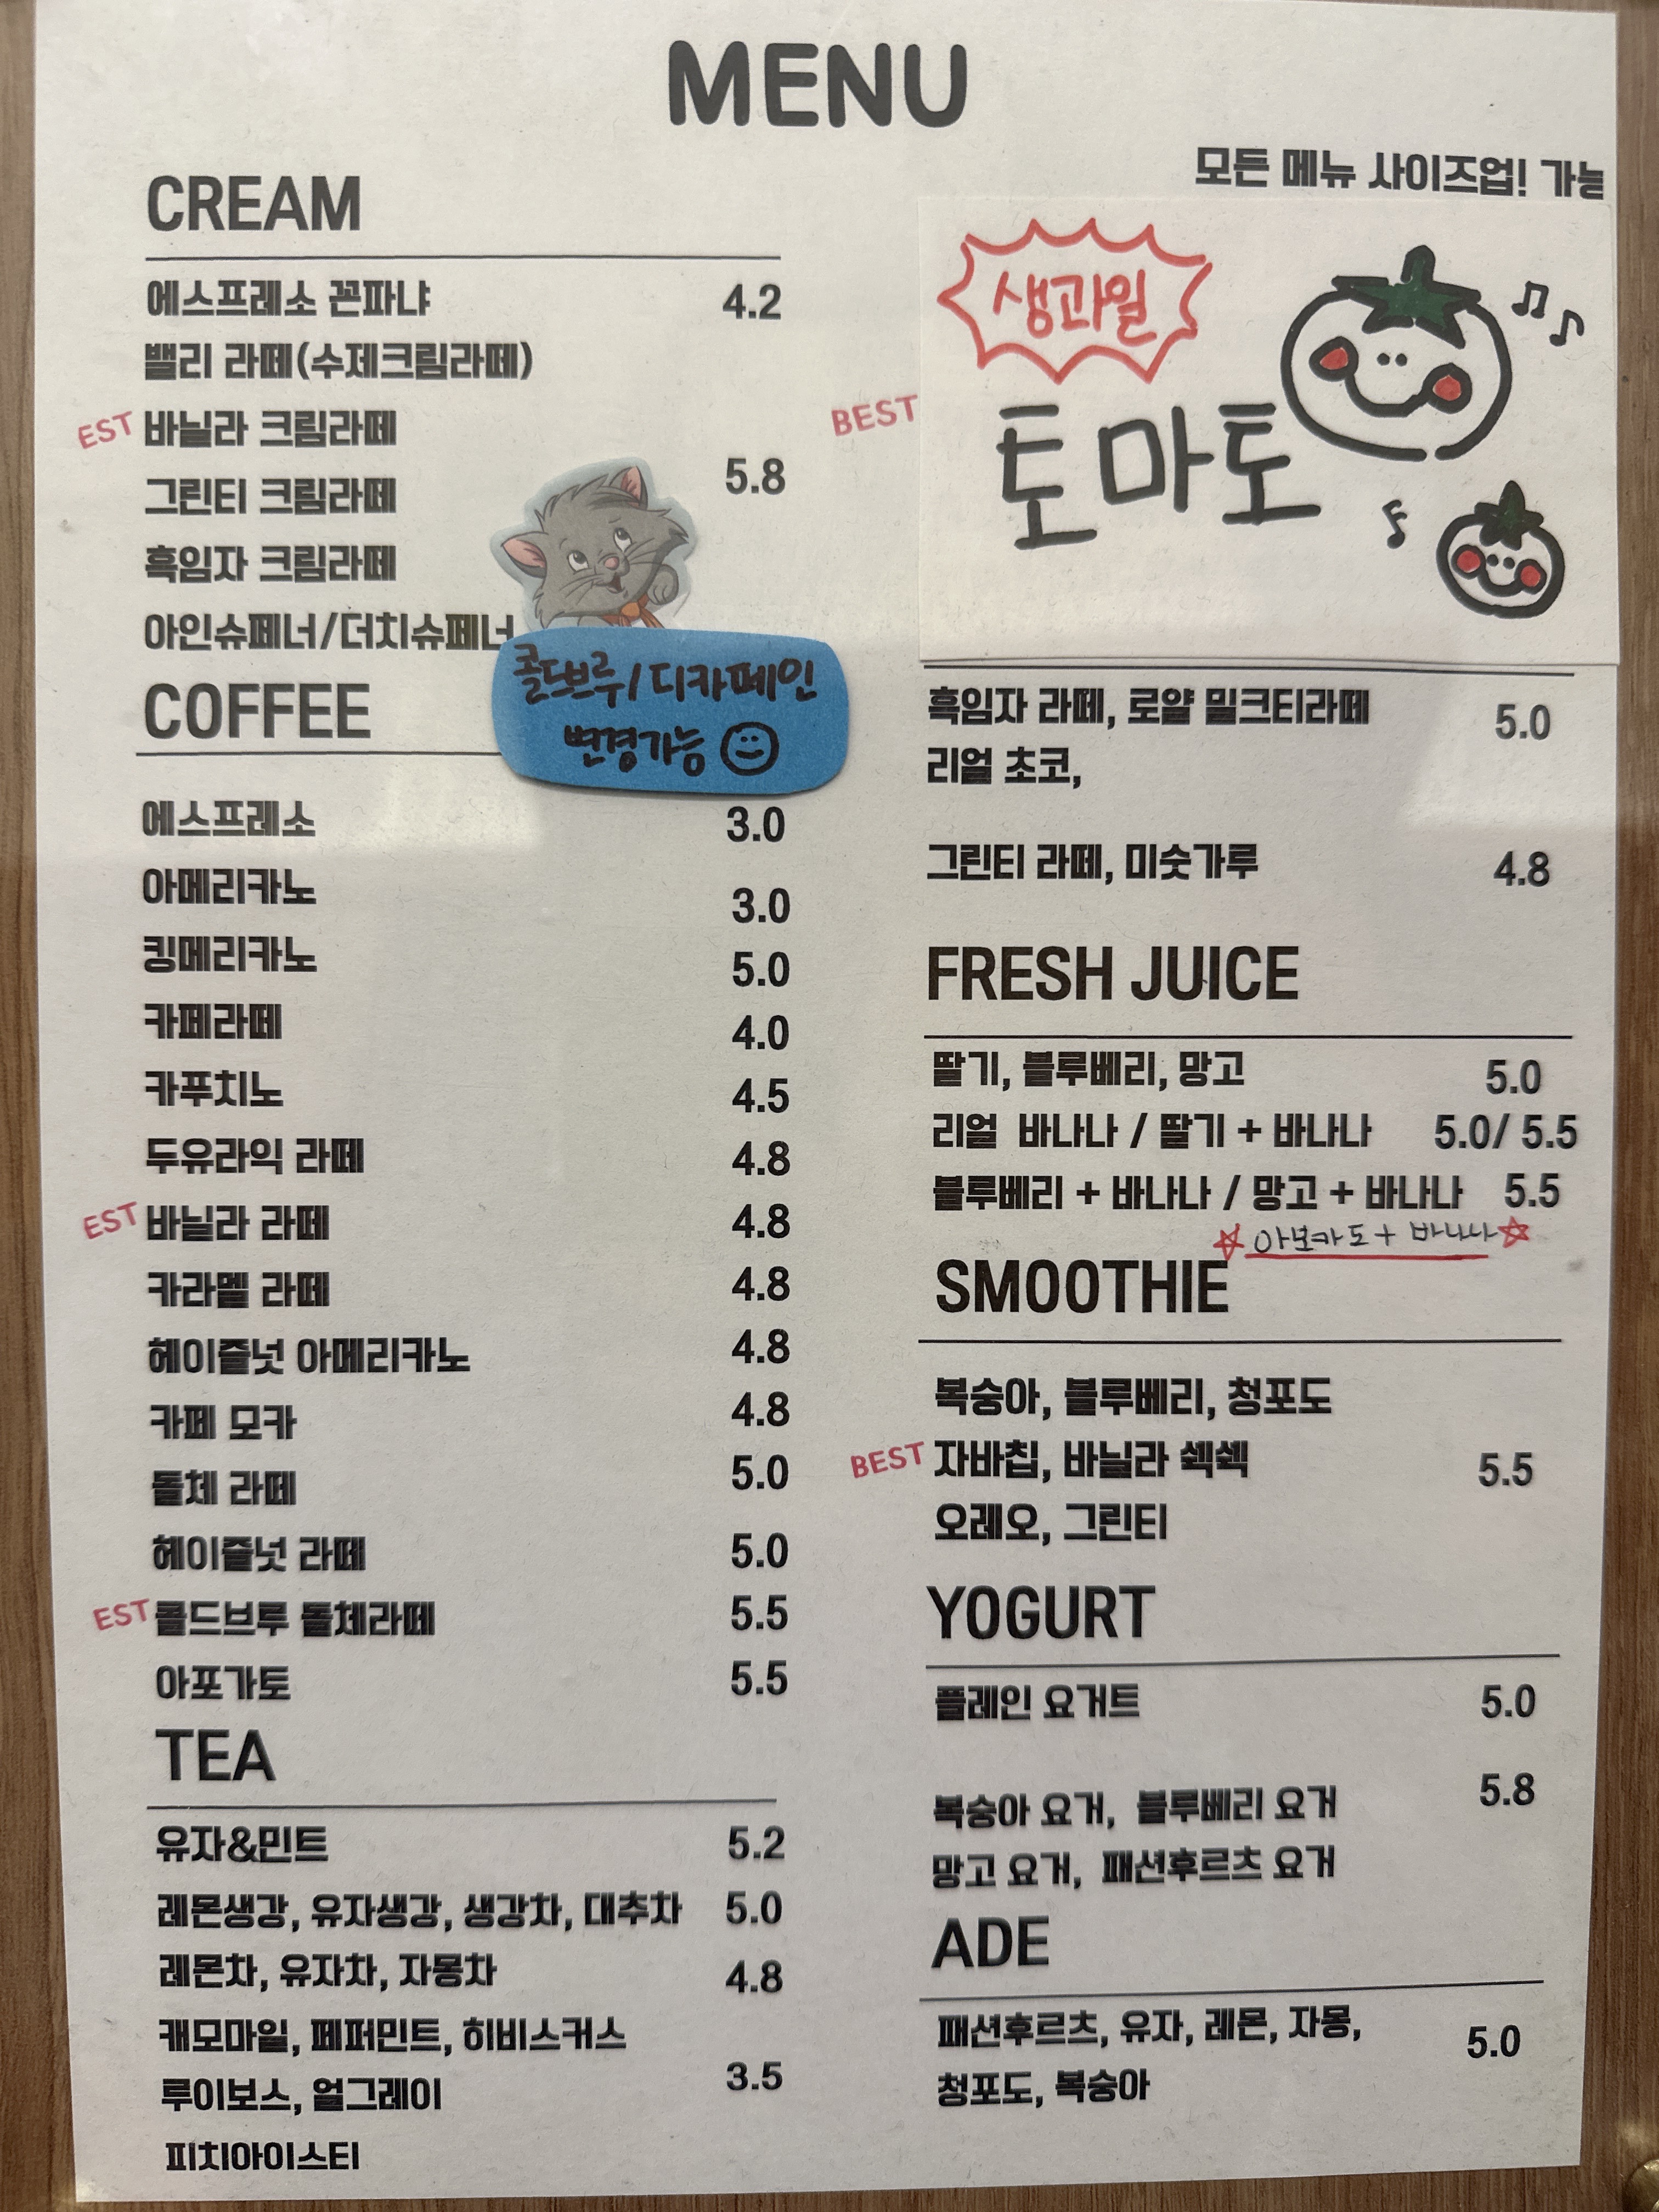 MENU
모든 메뉴 사이즈업! 가능
CREAM
에스프레소 꼰파냐 4.2
밸리 라떼(수제크림라떼)
EST 바닐라 크림라떼
그린티 크림라떼 5.8
흑임자 크림라떼
아인슈페너/더치슈페너
콜드브루/디카페인
변경가능
COFFEE
에스프레소 3.0
아메리카노 3.0
킹메리카노 5.0
카페라떼 4.0
카푸치노 4.5
두유라익 라떼 4.8
EST 바닐라 라떼 4.8
카라멜 라떼 4.8
헤이즐넛 아메리카노 4.8
카페 모카 4.8
돌체 라떼 5.0
헤이즐넛 라떼 5.0
EST 콜드브루 돌체라떼 5.5
아포가토 5.5
TEA
유자&민트 5.2
레몬생강, 유자생강, 생강차, 대추차 5.0
레몬차, 유자차, 자몽차 4.8
캐모마일, 페퍼민트, 히비스커스
루이보스, 얼그레이 3.5
피치아이스티
생과일
BEST
토마토
흑임자 라떼, 로얄 밀크티라떼 5.0
리얼 초코,
그린티 라떼, 미숫가루 4.8
FRESH JUICE
딸기, 블루베리, 망고 5.0
리얼 바나나 / 딸기 + 바나나 5.0/ 5.5
블루베리 + 바나나 / 망고 + 바나나 5.5
아보카도 + 바나나
SMOOTHIE
복숭아, 블루베리, 청포도
BEST 자바칩, 바닐라 쉑쉑 5.5
오레오, 그린티
YOGURT
플레인 요거트 5.0
복숭아 요거, 블루베리 요거 5.8
망고 요거, 패션후르츠 요거
ADE
패션후르츠, 유자, 레몬, 자몽, 5.0
청포도, 복숭아